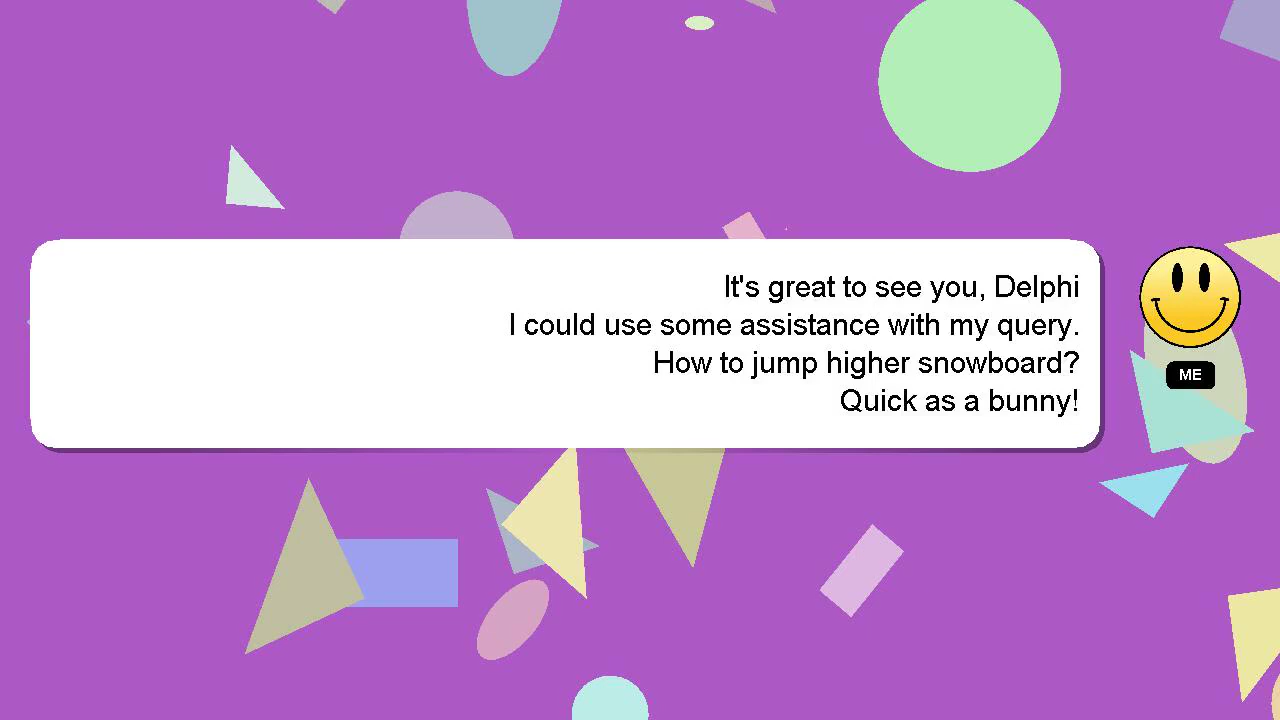 It's great to see you, Delphi
I could use some assistance with my query.
How to jump higher snowboard?
Quick as a bunny!
ME